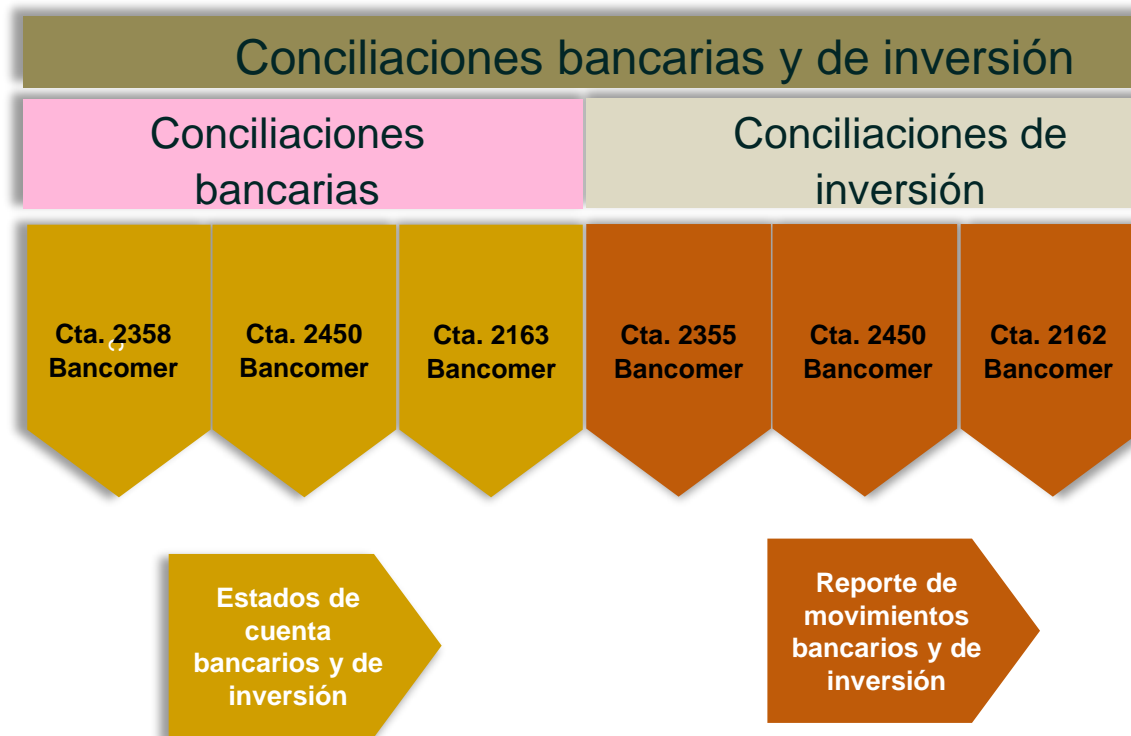 Conciliaciones bancarias y de inversión
Conciliaciones
bancarias
Conciliaciones de
inversión
Cta. 2358
Bancomer
Cta. 2450
Bancomer
Cta. 2163
Bancomer
Cta. 2355
Bancomer
Cta. 2450
Bancomer
Cta. 2162
Bancomer
Estados de
cuenta
bancarios y de
inversión
Reporte de
movimientos
bancarios y de
inversión